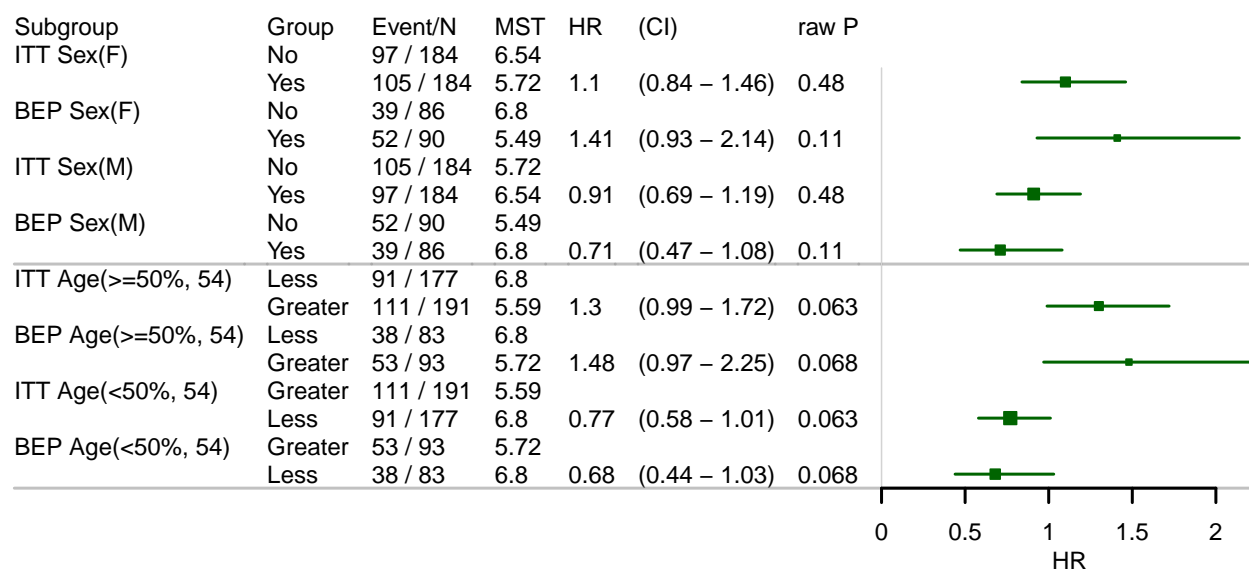 Subgroup Group Event/N MST HR (CI) raw P
ITT Sex(F) No 97 / 184 6.54
Yes 105 / 184 5.72 1.1 (0.84 − 1.46) 0.48
BEP Sex(F) No 39 / 86 6.8
Yes 52 / 90 5.49 1.41 (0.93 − 2.14) 0.11
ITT Sex(M) No 105 / 184 5.72
Yes 97 / 184 6.54 0.91 (0.69 − 1.19) 0.48
BEP Sex(M) No 52 / 90 5.49
Yes 39 / 86 6.8 0.71 (0.47 − 1.08) 0.11
ITT Age(>=50%, 54) Less 91 / 177 6.8
Greater 111 / 191 5.59 1.3 (0.99 − 1.72) 0.063
BEP Age(>=50%, 54) Less 38 / 83 6.8
Greater 53 / 93 5.72 1.48 (0.97 − 2.25) 0.068
ITT Age(<50%, 54) Greater 111 / 191 5.59
Less 91 / 177 6.8 0.77 (0.58 − 1.01) 0.063
BEP Age(<50%, 54) Greater 53 / 93 5.72
Less 38 / 83 6.8 0.68 (0.44 − 1.03) 0.068
0 0.5 1 1.5 2
HR